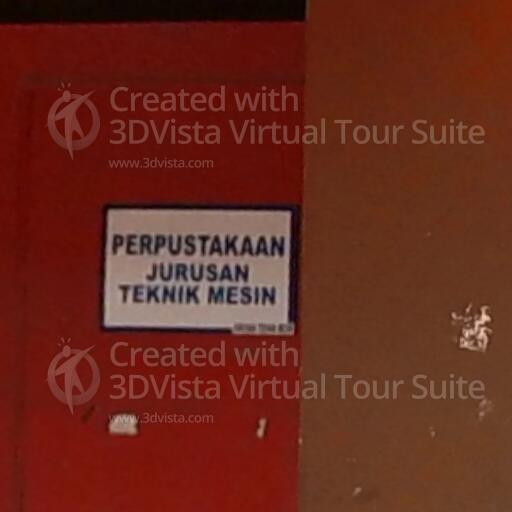 Created with
3DVista Virtual Tour Suite
www.3dvista.com
PERPUSTAKAAN
JURUSAN
TEKNIK MESIN
Created with
3DVista Virtual Tour Suite
www.3dvista.com